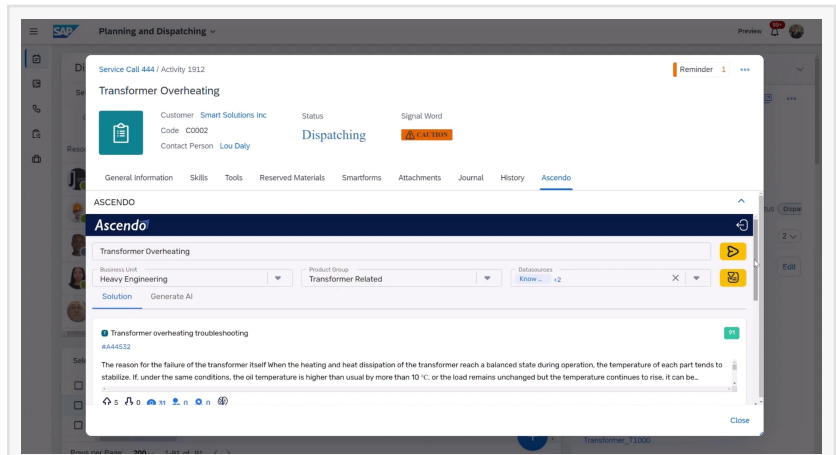 SAP Planning and Dispatching Preview 99+
Service Call 444 / Activity 1912
Reminder 1
Transformer Overheating
Customer Smart Solutions Inc
Code C0002
Contact Person Lou Daly
Status
Dispatching
Signal Word
CAUTION
General Information Skills Tools Reserved Materials Smartforms Attachments Journal History Ascendo
ASCENDO
Ascendo
Transformer Overheating
Business Unit
Heavy Engineering
Product Group
Transformer Related
Datasources
Know ... +2
Solution Generate AI
Transformer overheating troubleshooting
91
#A44532
The reason for the failure of the transformer itself When the heating and heat dissipation of the transformer reach a balanced state during operation, the temperature of each part tends to
stabilize. If, under the same conditions, the oil temperature is higher than usual by more than 10 °C, or the load remains unchanged but the temperature continues to rise, it can be...
5 0 31 0 0
Close
Edit
Rows per Page 200 1-91 of 91
Transformer_T1000